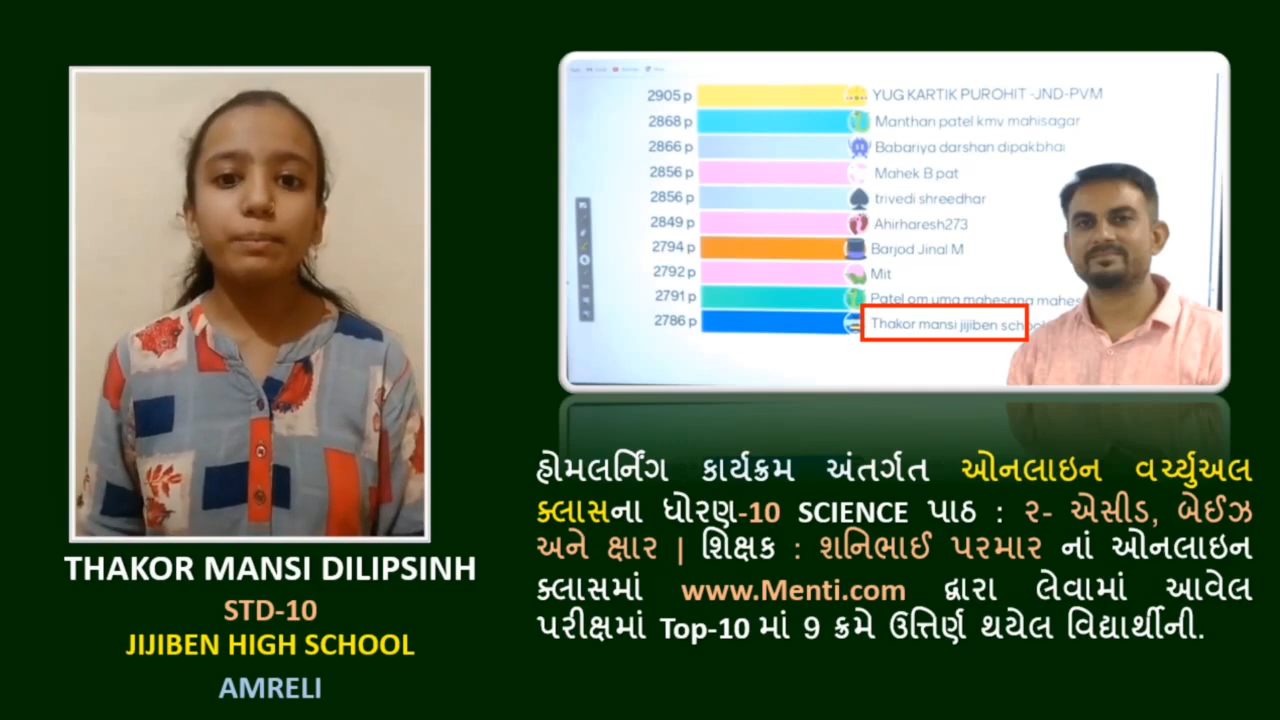 2905 p YUG KARTIK PUROHIT -JND-PVM
2868 p Manthan patel kmv mahisagar
2866 p Babariya darshan dipakbhai
2856 p Mahek B pat
2856 p trivedi shreedhar
2849 p Ahirharesh273
2794 p Barjod Jinal M
2792 p Mit
2791 p Patel om uma mahesana mahes
2786 p Thakor mansi jijiben school
THAKOR MANSI DILIPSINH
STD-10
JIJIBEN HIGH SCHOOL
AMRELI
હોમલર્નિંગ કાર્યક્રમ અંતર્ગત ઓનલાઇન વર્ચ્યુઅલ
ક્લાસના ધોરણ-10 SCIENCE પાઠ : ૨- એસીડ, બેઈઝ
અને ક્ષાર | શિક્ષક : શનિભાઈ પરમાર નાં ઓનલાઇન
ક્લાસમાં www.Menti.com દ્વારા લેવામાં આવેલ
પરીક્ષમાં Top-10 માં 9 ક્રમે ઉત્તિર્ણ થયેલ વિદ્યાર્થીની.